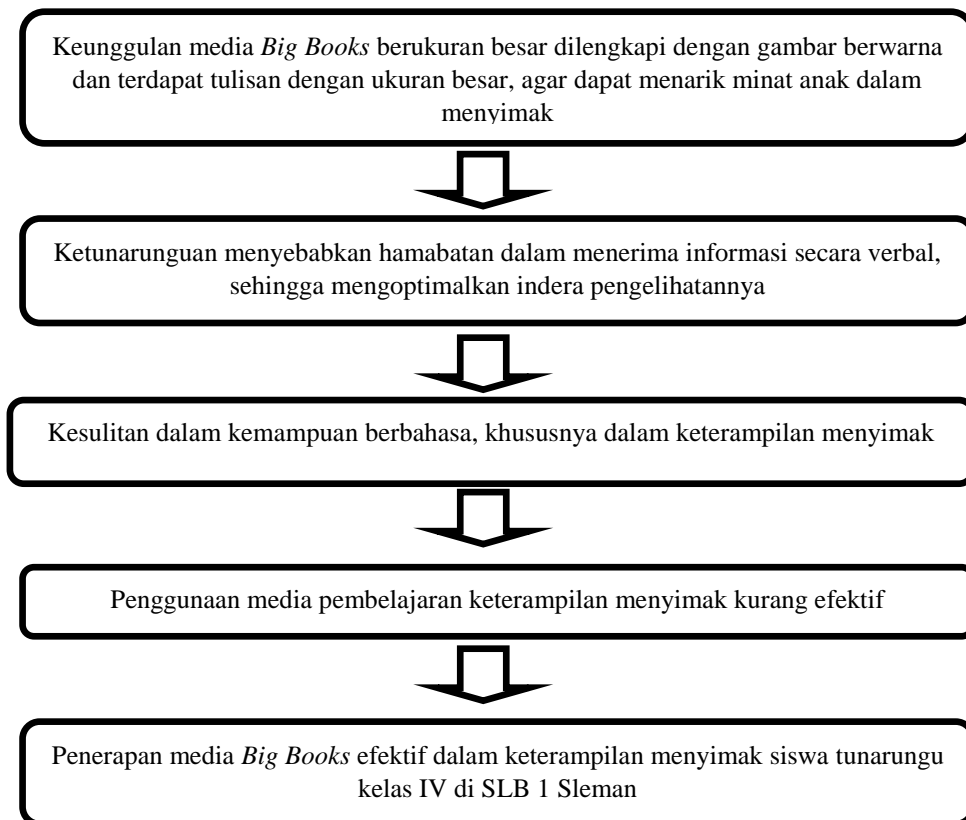 Keunggulan media Big Books berukuran besar dilengkapi dengan gambar berwarna
dan terdapat tulisan dengan ukuran besar, agar dapat menarik minat anak dalam
menyimak
Ketunarunguan menyebabkan hamabatan dalam menerima informasi secara verbal,
sehingga mengoptimalkan indera pengelihatannya
Kesulitan dalam kemampuan berbahasa, khususnya dalam keterampilan menyimak
Penggunaan media pembelajaran keterampilan menyimak kurang efektif
Penerapan media Big Books efektif dalam keterampilan menyimak siswa tunarungu
kelas IV di SLB 1 Sleman